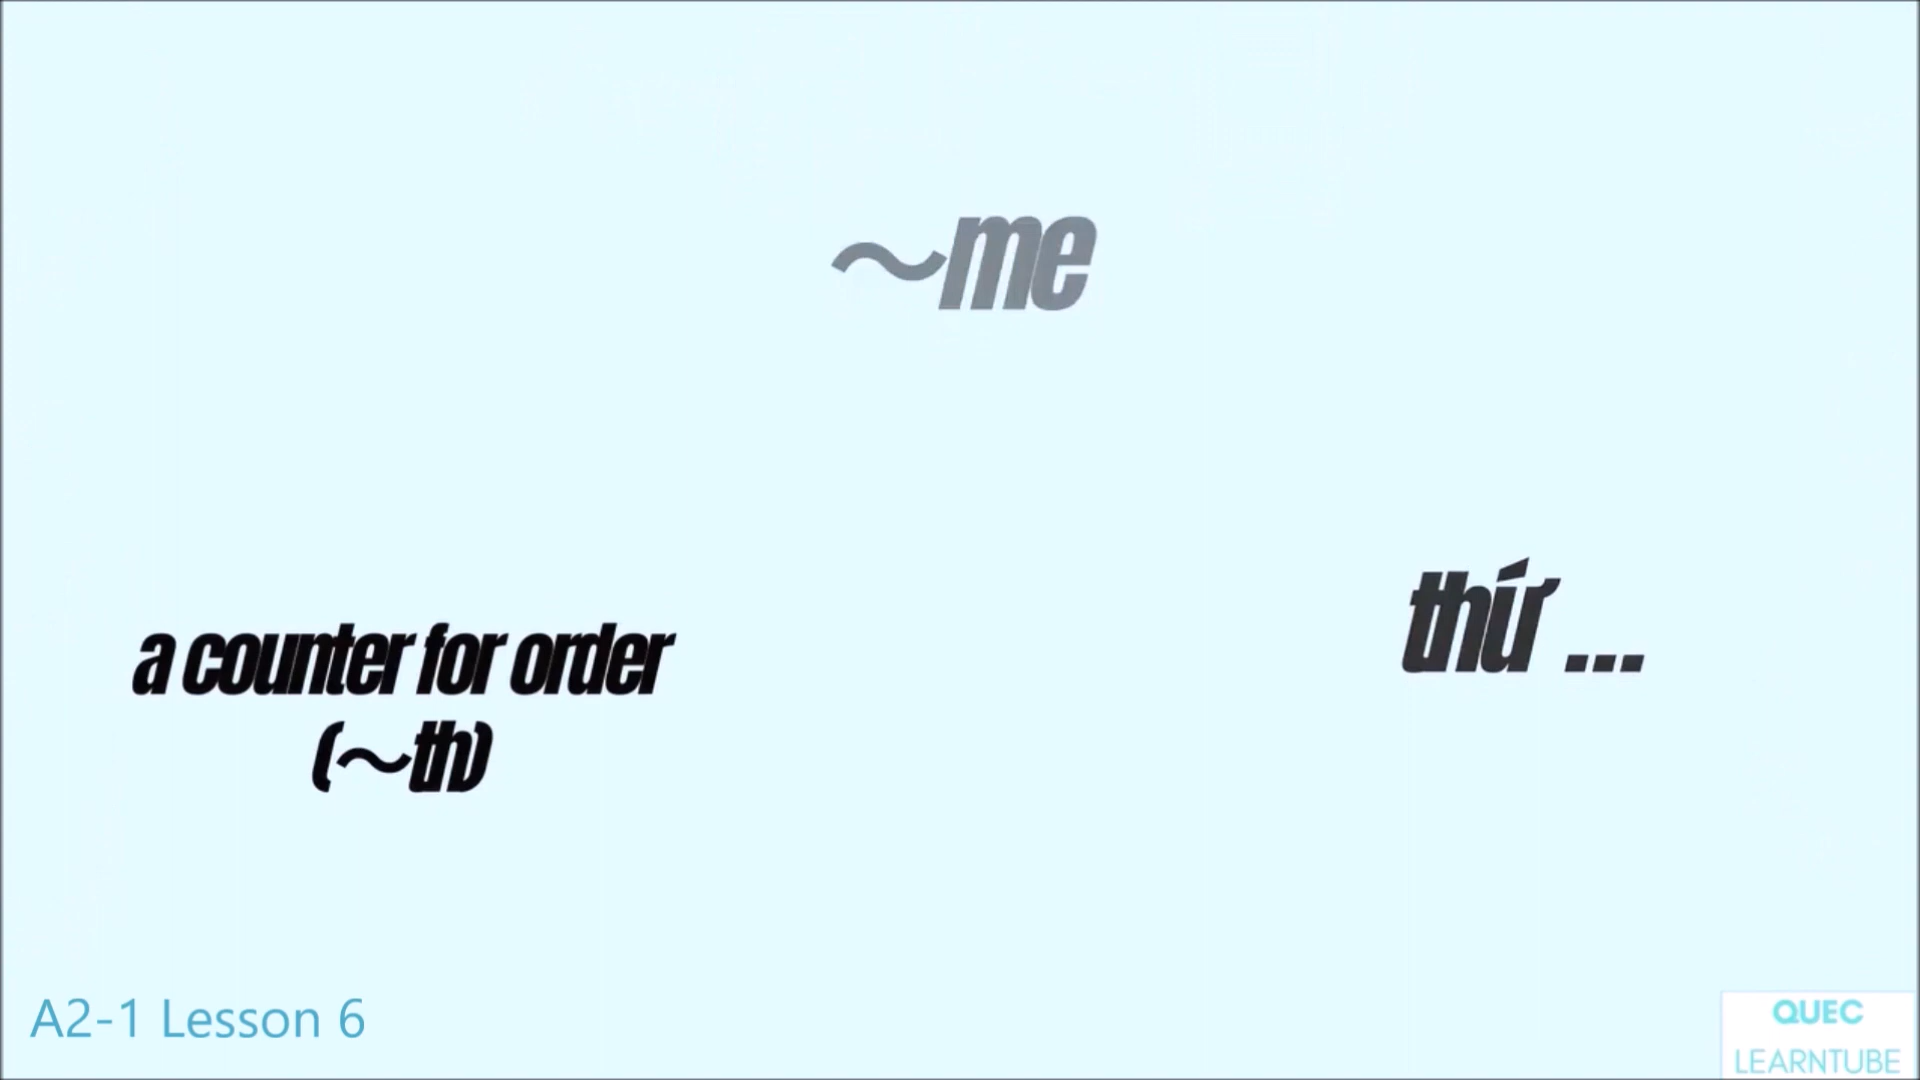 ~me
a counter for order
(~th)
thứ ...
A2-1 Lesson 6
QUEC
LEARNTUBE